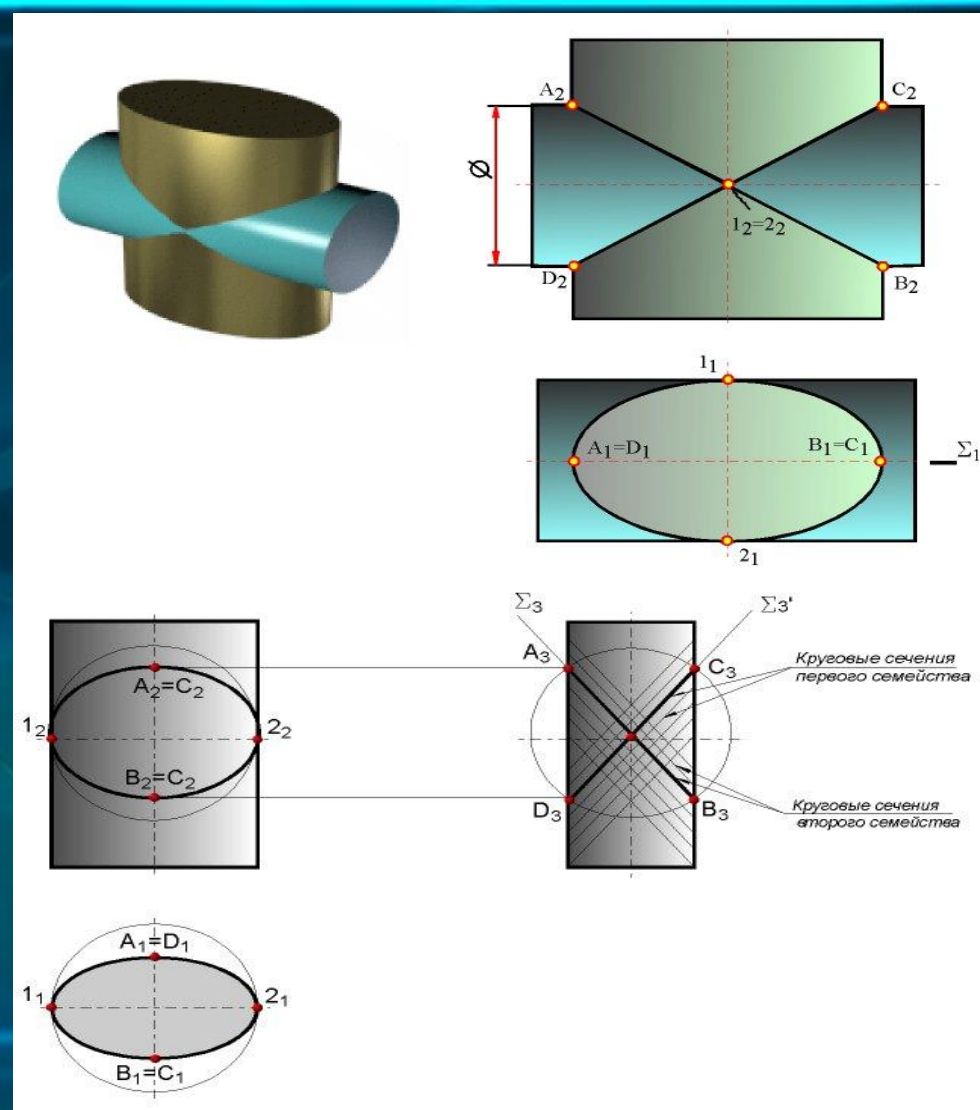 A₂
C₂
Ø
1₂=2₂
D₂
B₂
1₁
A₁=D₁
B₁=C₁
Σ₁
2₁
Σ₃
Σ₃'
A₃
C₃
Круговые сечения
первого семейства
A₂=C₂
1₂
2₂
B₂=C₂
D₃
B₃
Круговые сечения
второго семейства
A₁=D₁
1₁
2₁
B₁=C₁